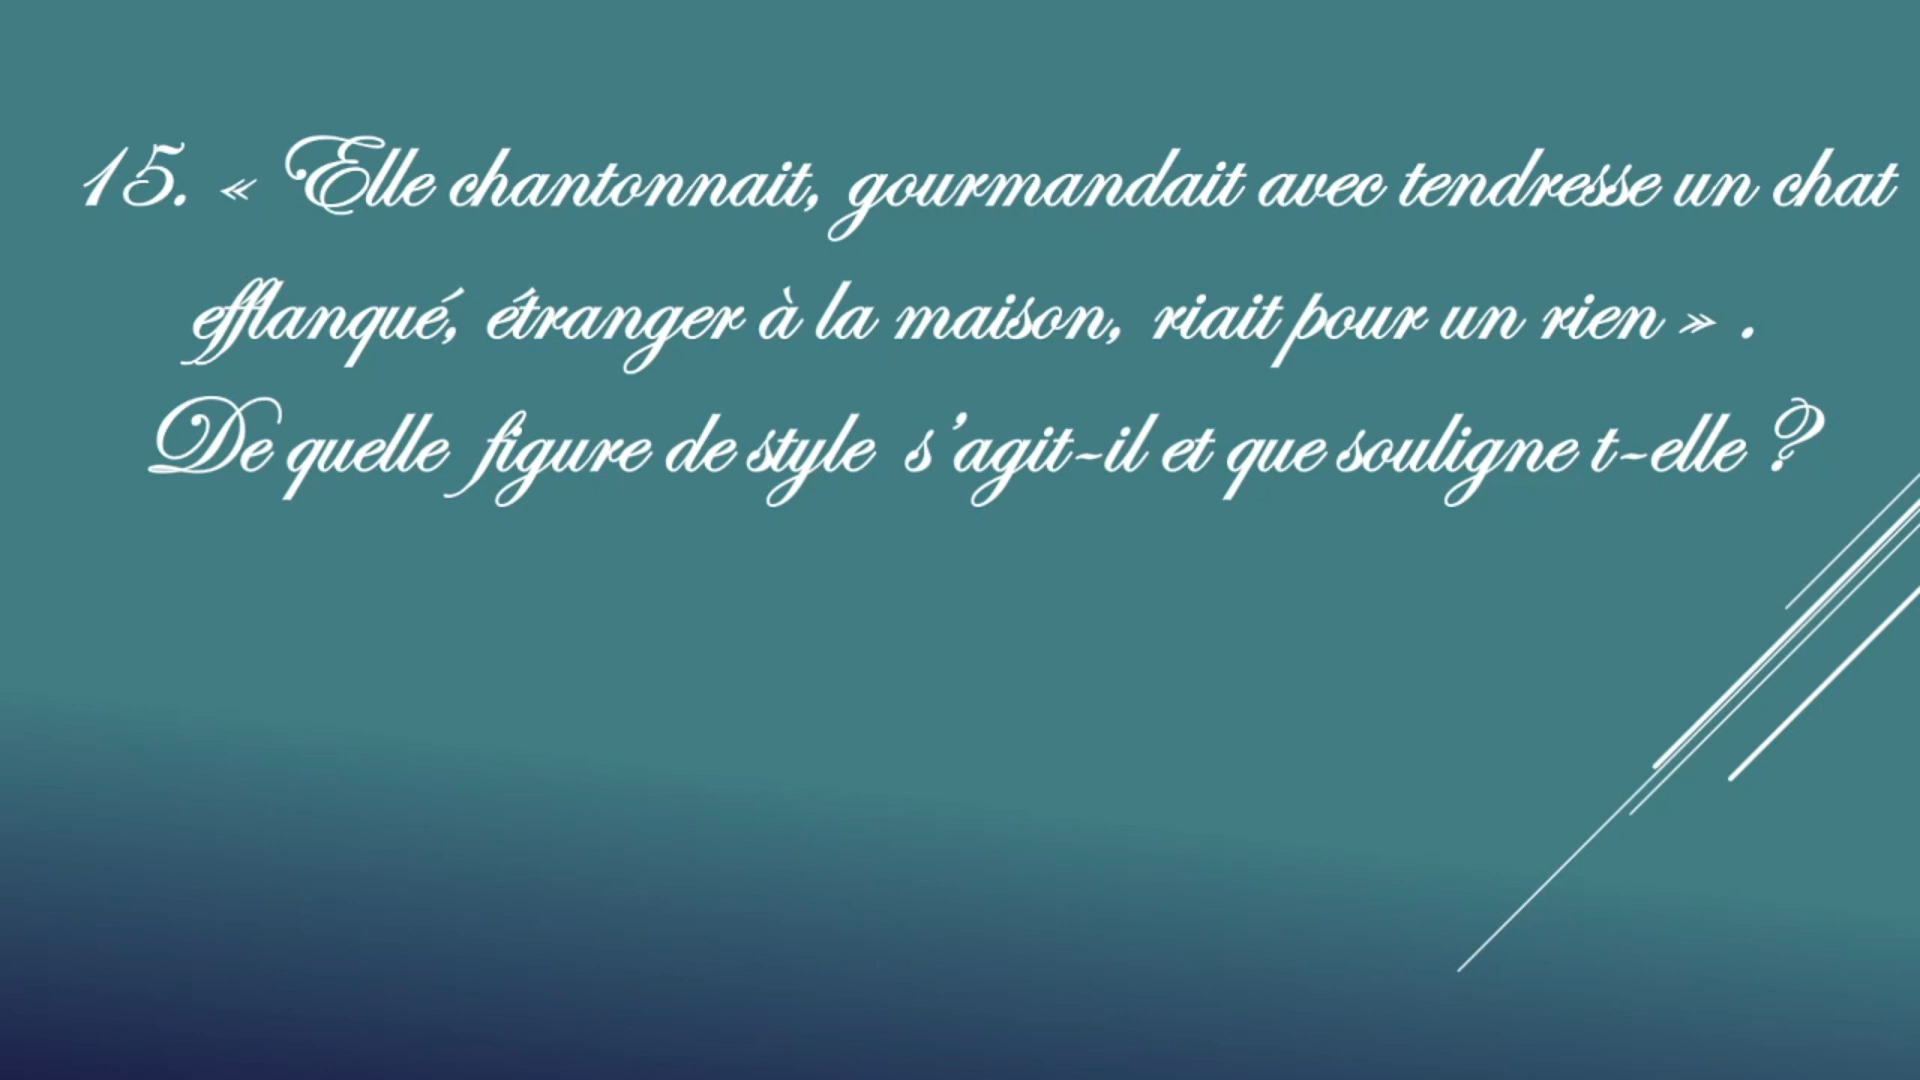 15. « Elle chantonnait, gourmandait avec tendresse un chat
efflanqué, étranger à la maison, riait pour un rien » .
De quelle figure de style s'agit-il et que souligne t-elle ?